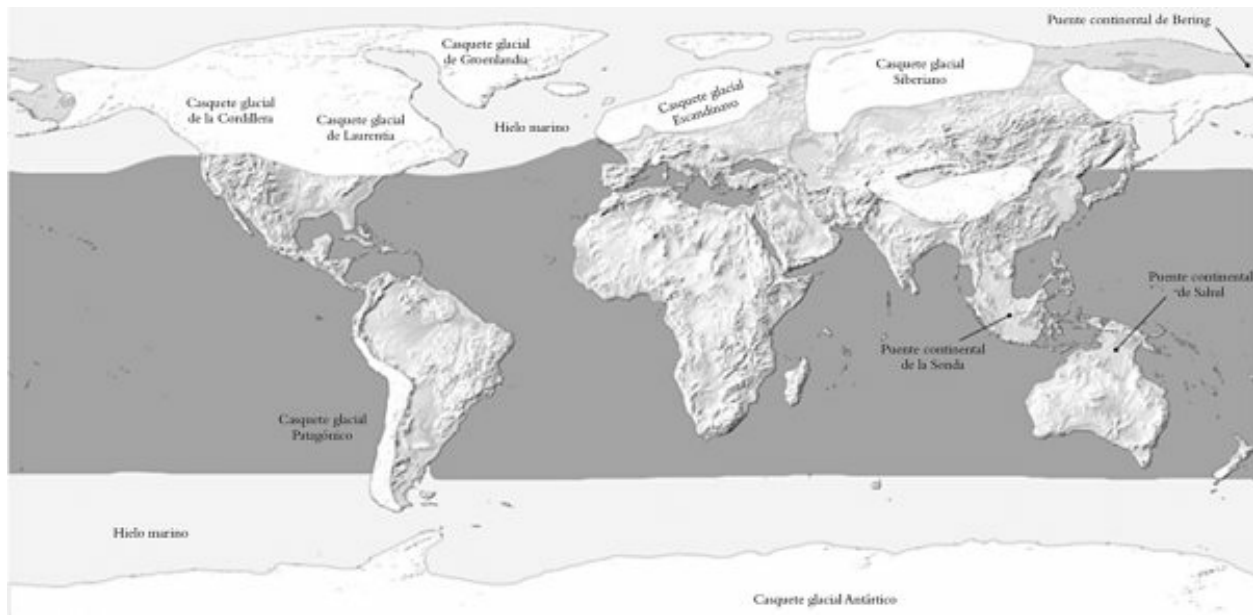 Puente continental de Bering
Casquete glacial
de Groenlandia
Casquete glacial
Siberiano
Casquete glacial
de la Cordillera
Casquete glacial
de Laurentia
Hielo marino
Casquete glacial
Escandinavo
Puente continental
de Sahul
Puente continental
de la Sonda
Casquete glacial
Patagónico
Hielo marino
Casquete glacial Antártico